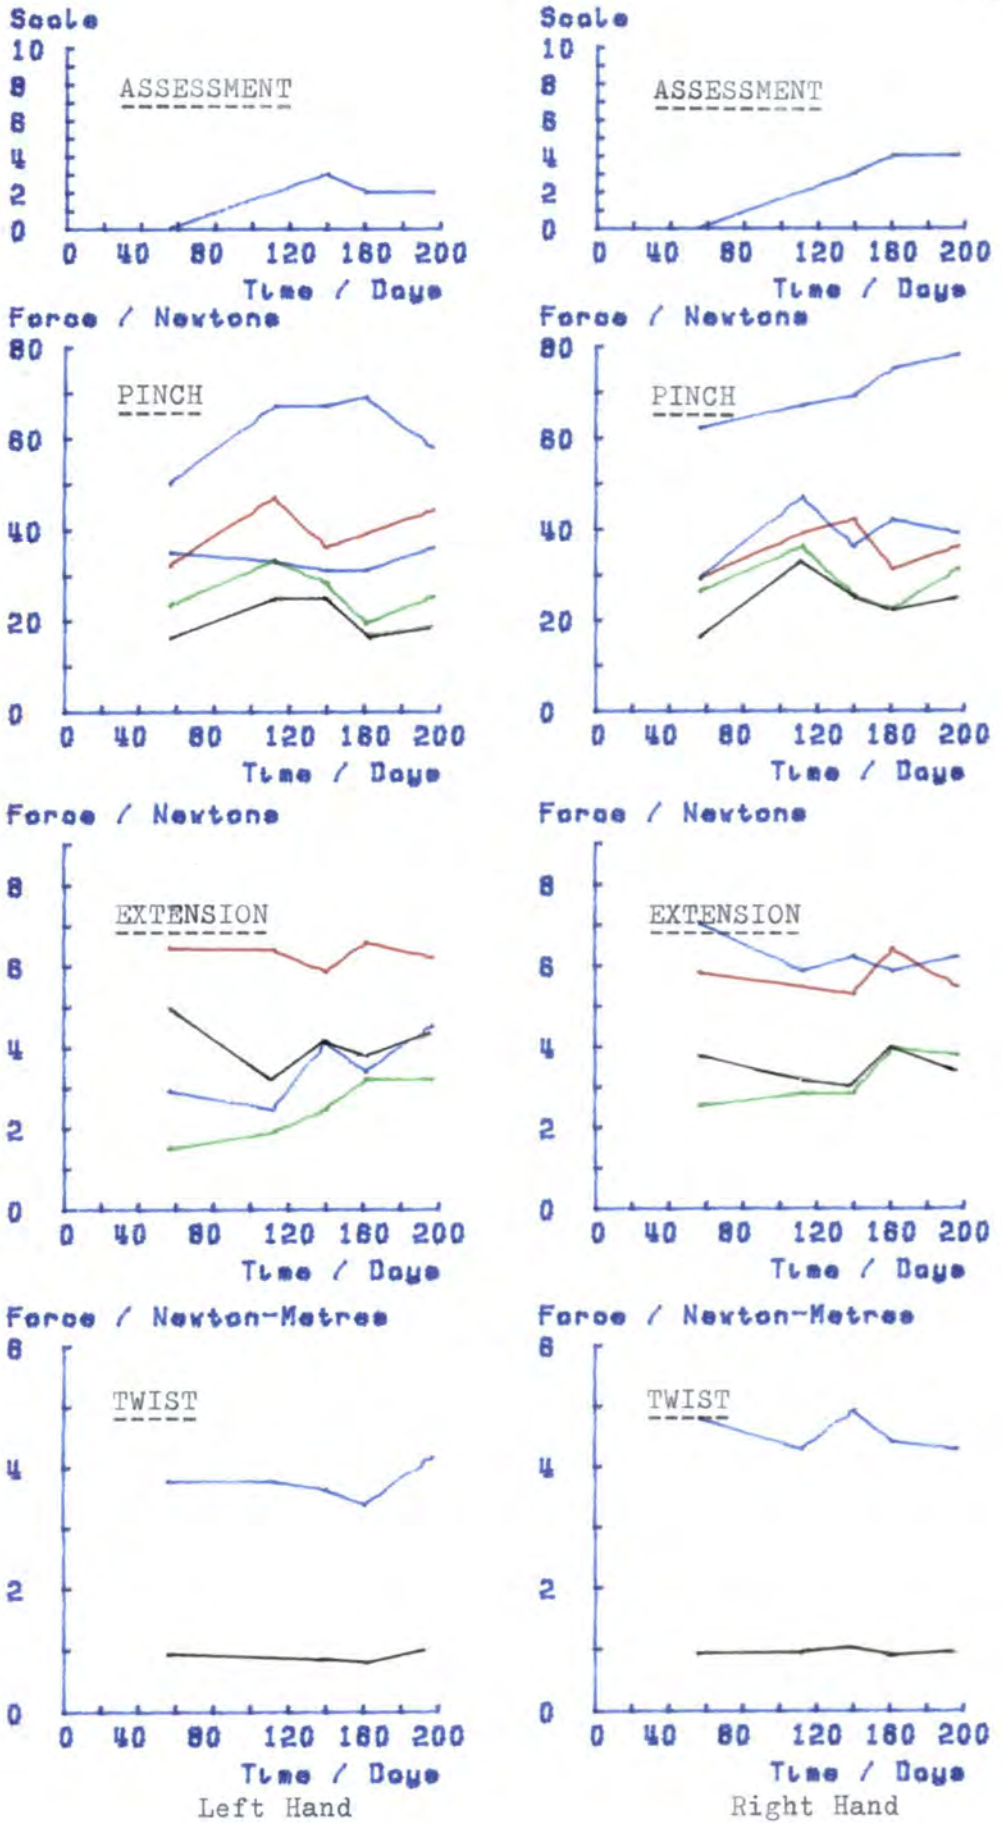 Scale
10
8
6
4
2
0
ASSESSMENT
0 40 80 120 160 200
Time / Days
Scale
10
8
6
4
2
0
ASSESSMENT
0 40 80 120 160 200
Time / Days
Force / Newtons
80
60
40
20
0
PINCH
0 40 80 120 160 200
Time / Days
Force / Newtons
80
60
40
20
0
PINCH
0 40 80 120 160 200
Time / Days
Force / Newtons
8
6
4
2
0
EXTENSION
0 40 80 120 160 200
Time / Days
Force / Newtons
8
6
4
2
0
EXTENSION
0 40 80 120 160 200
Time / Days
Force / Newton-Metres
6
4
2
0
TWIST
0 40 80 120 160 200
Time / Days
Left Hand
Force / Newton-Metres
6
4
2
0
TWIST
0 40 80 120 160 200
Time / Days
Right Hand